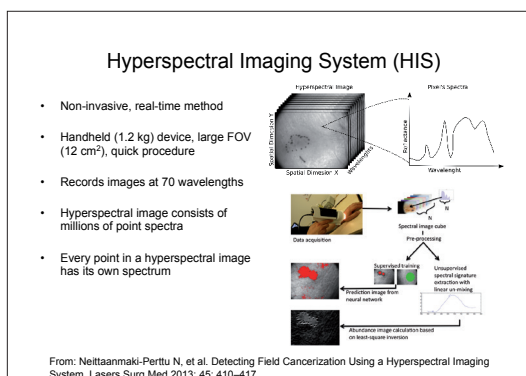 Hyperspectral Imaging System (HIS)
• Non-invasive, real-time method
• Handheld (1.2 kg) device, large FOV
(12 cm²), quick procedure
• Records images at 70 wavelengths
• Hyperspectral image consists of
millions of point spectra
• Every point in a hyperspectral image
has its own spectrum
Hyperspectral Image
Pixel's Spectra
Spatial Dimension Y
Spatial Dimesion X
Wavelengths
Reflectance
Wavelenght
Data acquisition
N
N
Spectral image cube
Pre-processing
Supervised training
Unsupervised
spectral signature
extraction with
linear un-mixing
Prediction image from
neural network
Abundance image calculation based
on least-square inversion
From: Neittaanmaki-Perttu N, et al. Detecting Field Cancerization Using a Hyperspectral Imaging
System. Lasers Surg Med 2013; 45: 410–417